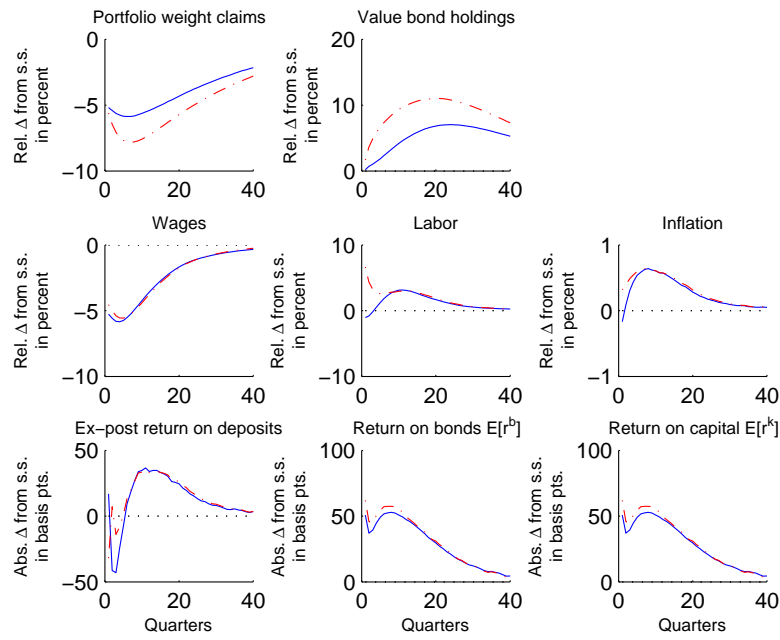 Portfolio weight claims
Value bond holdings
Rel. Δ from s.s.
in percent
0
−5
−10
0
20
40
Rel. Δ from s.s.
in percent
20
10
0
0
20
40
Wages
Labor
Inflation
Rel. Δ from s.s.
in percent
0
−5
−10
0
20
40
Rel. Δ from s.s.
in percent
10
0
−10
0
20
40
Rel. Δ from s.s.
in percent
1
0
−1
0
20
40
Ex−post return on deposits
Return on bonds E[r^b]
Return on capital E[r^k]
Abs. Δ from s.s.
in basis pts.
50
0
−50
0
20
40
Quarters
Abs. Δ from s.s.
in basis pts.
100
50
0
0
20
40
Quarters
Abs. Δ from s.s.
in basis pts.
100
50
0
0
20
40
Quarters